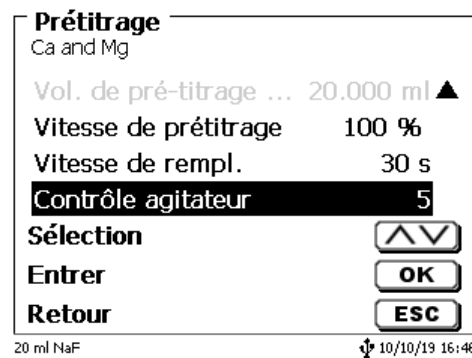 Prétitrage
Ca and Mg
Vol. de pré-titrage ... 20.000 ml
Vitesse de prétitrage 100 %
Vitesse de rempl. 30 s
Contrôle agitateur 5
Sélection
Entrer OK
Retour ESC
20 ml NaF 10/10/19 16:46